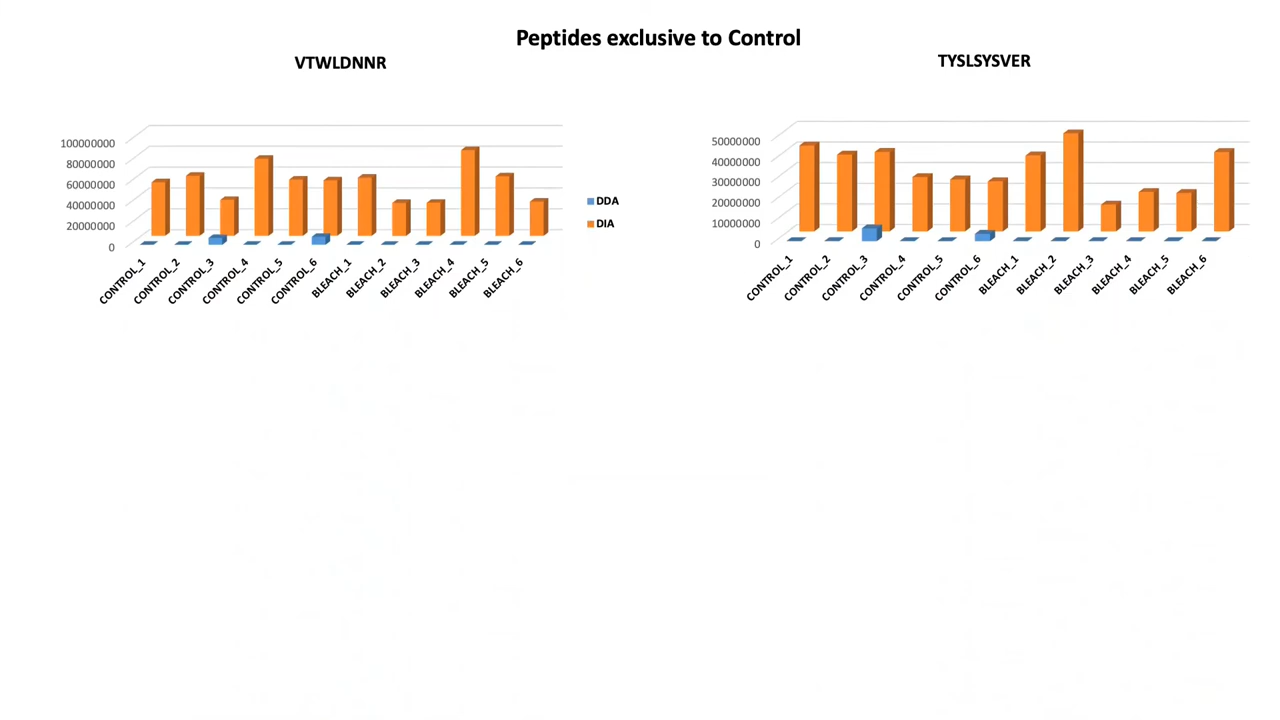 Peptides exclusive to Control
VTWLDNNR
100000000
80000000
60000000
40000000
20000000
0
CONTROL_1
CONTROL_2
CONTROL_3
CONTROL_4
CONTROL_5
CONTROL_6
BLEACH_1
BLEACH_2
BLEACH_3
BLEACH_4
BLEACH_5
BLEACH_6
DDA
DIA
TYSLSYSVER
50000000
40000000
30000000
20000000
10000000
0
CONTROL_1
CONTROL_2
CONTROL_3
CONTROL_4
CONTROL_5
CONTROL_6
BLEACH_1
BLEACH_2
BLEACH_3
BLEACH_4
BLEACH_5
BLEACH_6